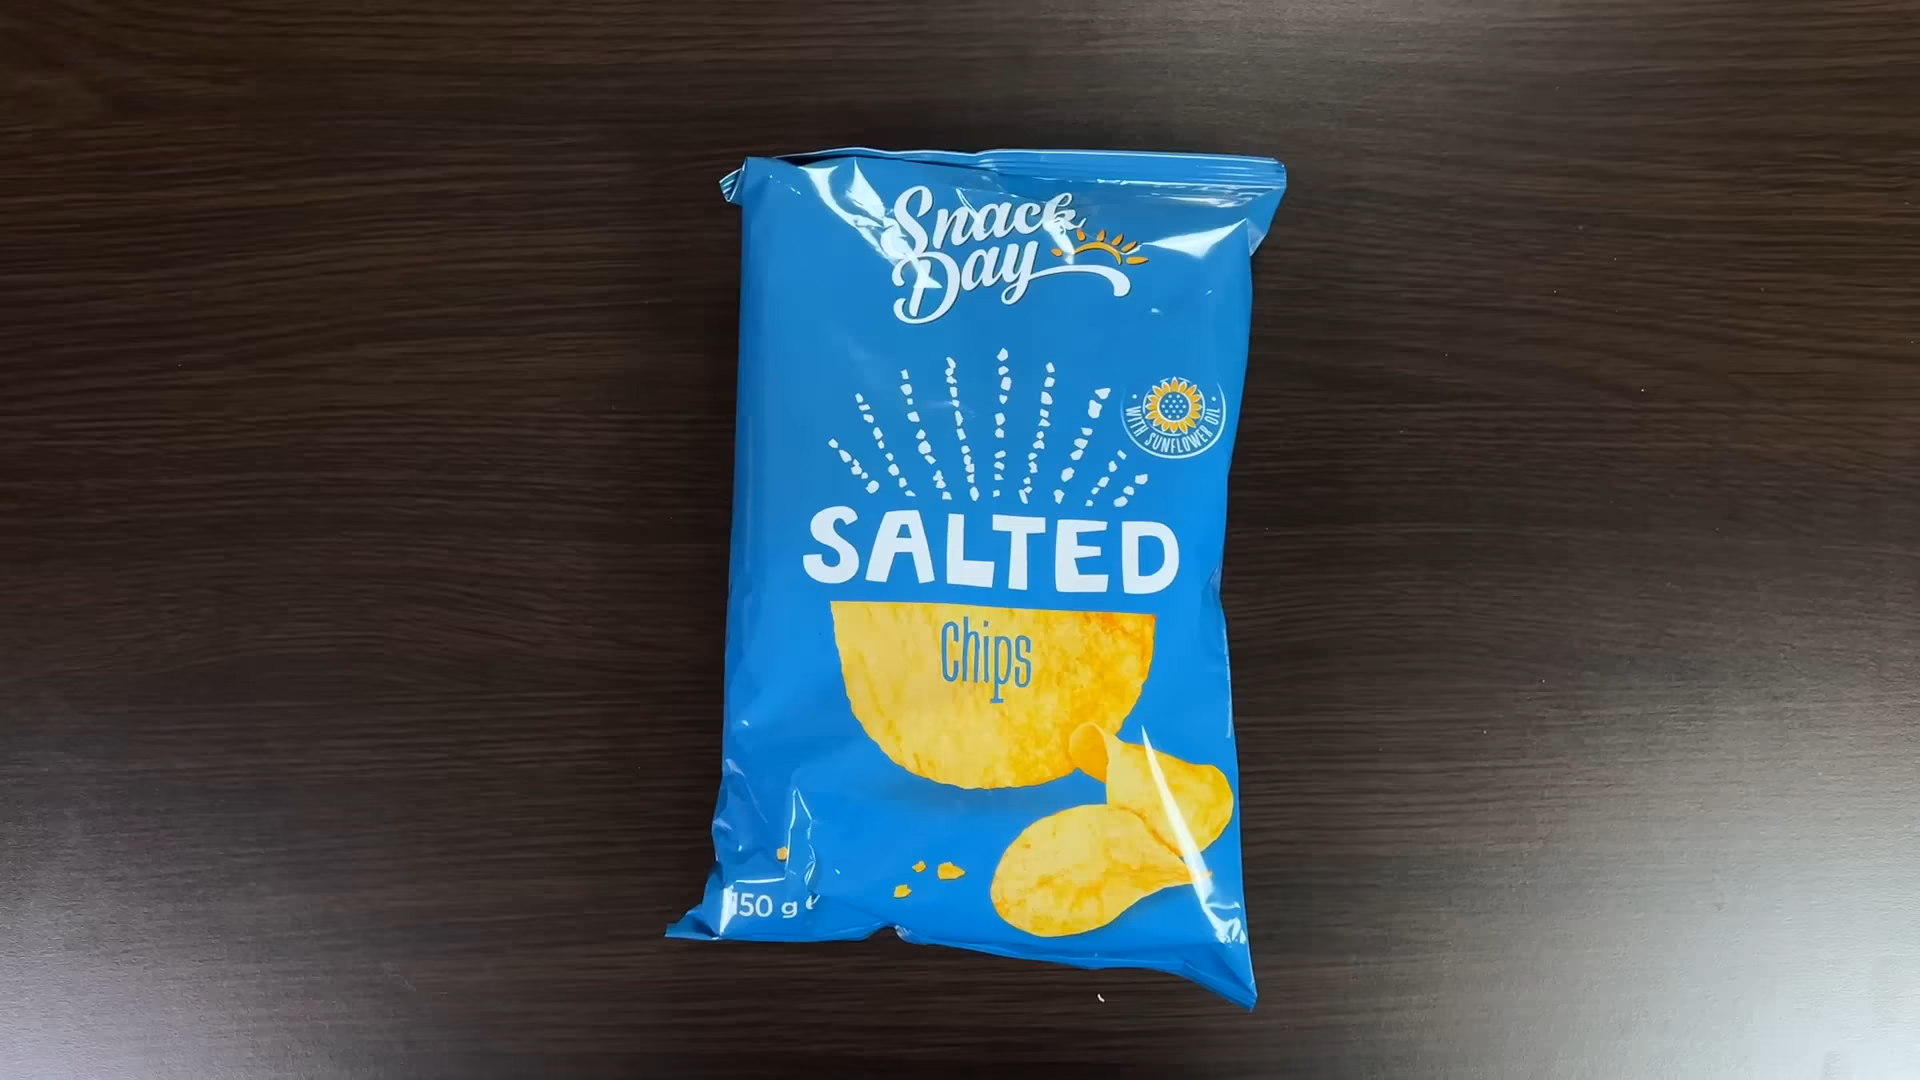 Snack
Day
WITH SUNFLOWER OIL
SALTED
Chips
150 g e